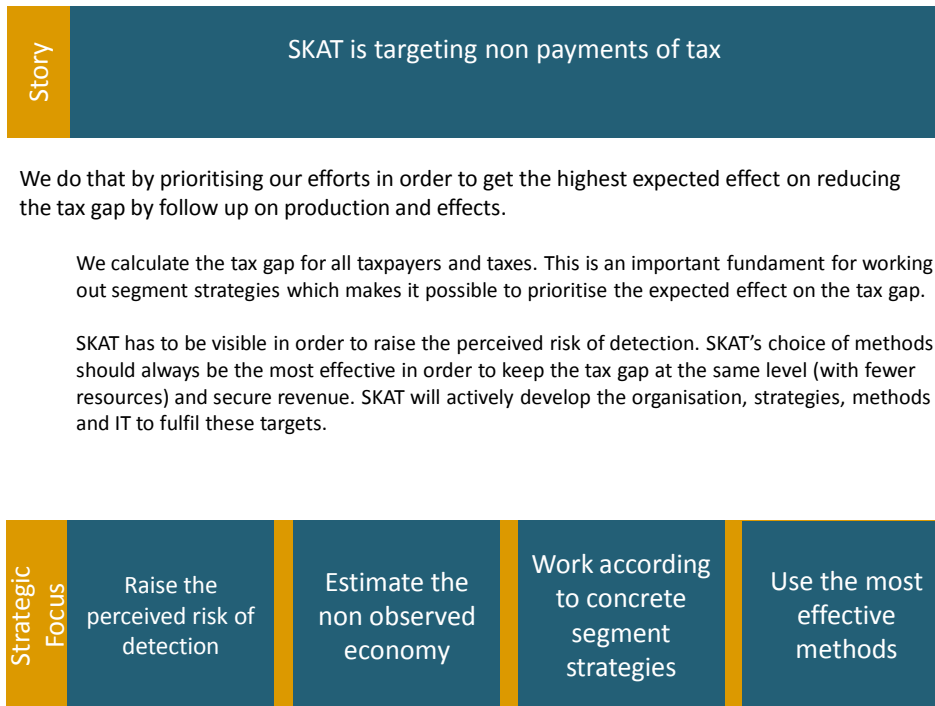 Story
SKAT is targeting non payments of tax
We do that by prioritising our efforts in order to get the highest expected effect on reducing
the tax gap by follow up on production and effects.
We calculate the tax gap for all taxpayers and taxes. This is an important fundament for working
out segment strategies which makes it possible to prioritise the expected effect on the tax gap.
SKAT has to be visible in order to raise the perceived risk of detection. SKAT’s choice of methods
should always be the most effective in order to keep the tax gap at the same level (with fewer
resources) and secure revenue. SKAT will actively develop the organisation, strategies, methods
and IT to fulfil these targets.
Strategic
Focus
Raise the
perceived risk of
detection
Estimate the
non observed
economy
Work according
to concrete
segment
strategies
Use the most
effective
methods